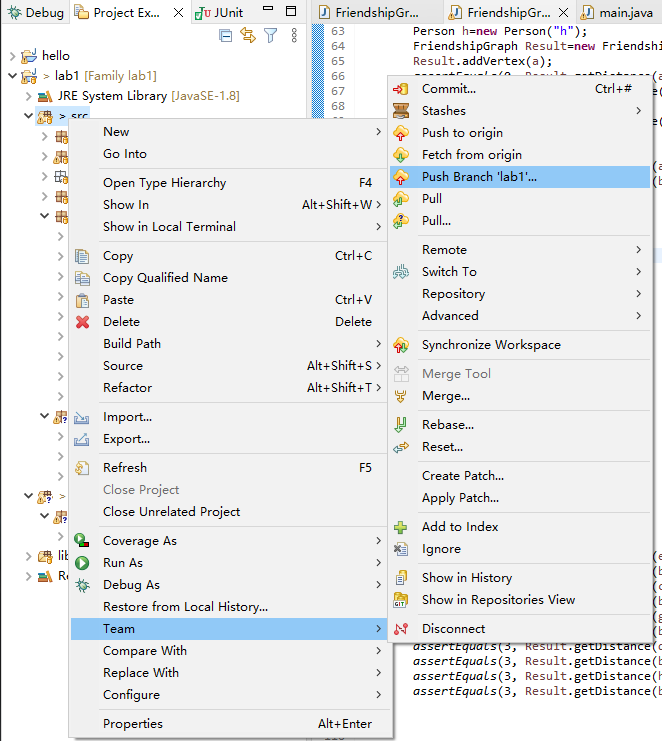 Debug
Project Ex...
JUnit
FriendshipGr...
FriendshipGr...
main.java
hello
> lab1 [Family lab1]
JRE System Library [JavaSE-1.8]
> src
63 Person h=new Person("h");
64 FriendshipGraph Result=new Friendsh
65 Result.addVertex(a);
66
67
68
New
Go Into
Open Type Hierarchy F4
Show In Alt+Shift+W
Show in Local Terminal
Copy Ctrl+C
Copy Qualified Name
Paste Ctrl+V
Delete Delete
Build Path
Source Alt+Shift+S
Refactor Alt+Shift+T
Import...
Export...
Refresh F5
Close Project
Close Unrelated Project
Coverage As
Run As
Debug As
Restore from Local History...
Team
Compare With
Replace With
Configure
Properties Alt+Enter
Commit... Ctrl+#
Stashes
Push to origin
Fetch from origin
Push Branch 'lab1'...
Pull
Pull...
Remote
Switch To
Repository
Advanced
Synchronize Workspace
Merge Tool
Merge...
Rebase...
Reset...
Create Patch...
Apply Patch...
Add to Index
Ignore
Show in History
Show in Repositories View
Disconnect
assertEquals(3, Result.getDistance(
assertEquals(3, Result.getDistance(b
assertEquals(3, Result.getDistance(h
assertEquals(3, Result.getDistance(b